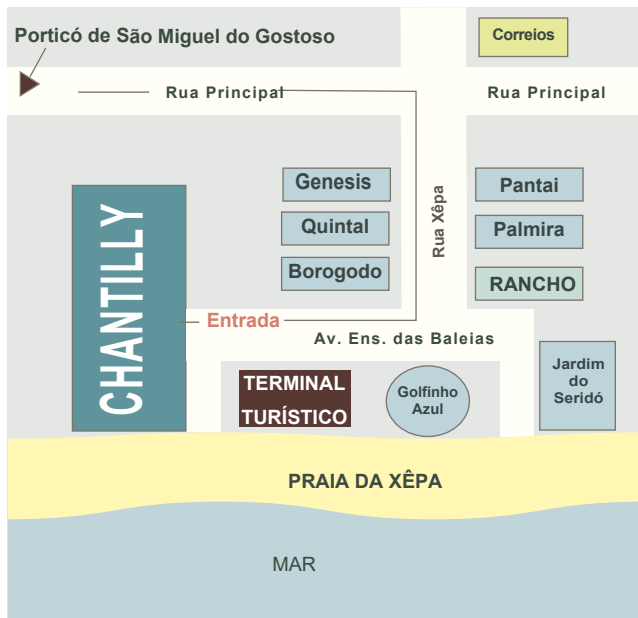 Porticó de São Miguel do Gostoso
Correios
Rua Principal
Rua Principal
Genesis
Pantai
CHANTILLY
Quintal
Rua Xêpa
Palmira
Borogodo
RANCHO
Entrada
Av. Ens. das Baleias
TERMINAL
TURÍSTICO
Golfinho
Azul
Jardim
do
Seridó
PRAIA DA XÊPA
MAR